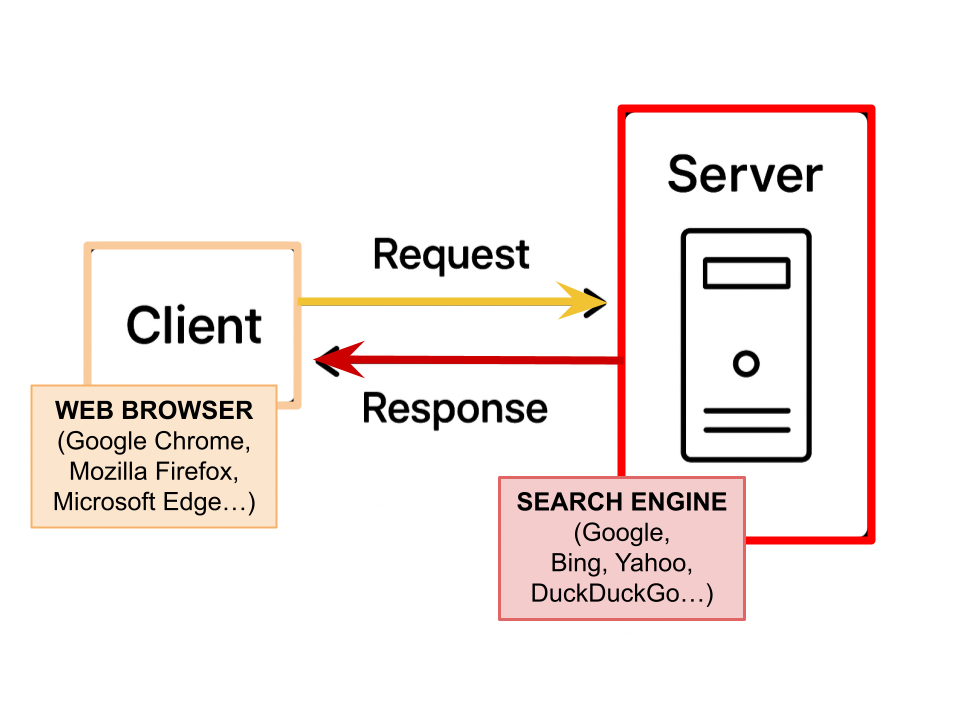 Server
Request
Client
Response
WEB BROWSER
(Google Chrome,
Mozilla Firefox,
Microsoft Edge…)
SEARCH ENGINE
(Google,
Bing, Yahoo,
DuckDuckGo…)